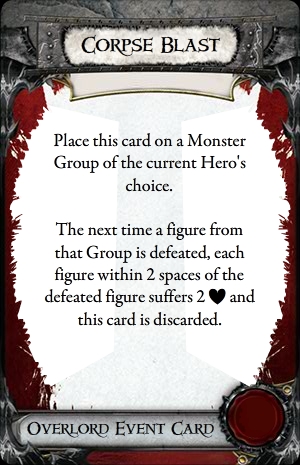 Corpse Blast
Place this card on a Monster
Group of the current Hero's
choice.
The next time a figure from
that Group is defeated, each
figure within 2 spaces of the
defeated figure suffers 2 ♥ and
this card is discarded.
Overlord Event Card